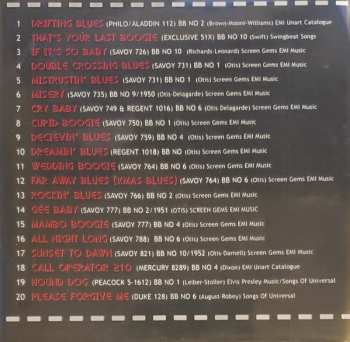 1 DRIFTING BLUES (PHILO/ALADDIN 112) BB NO 2 (Brown-Moore-Williams) EMI Unart Catalogue
2 THAT'S YOUR LAST BOOGIE (EXCLUSIVE 51X) BB NO 10 (Swift) Swingbeat Songs
3 IF IT'S SO BABY (SAVOY 726) BB NO 10 (Richards-Leonard) Screen Gems EMI Music
4 DOUBLE CROSSING BLUES (SAVOY 731) BB NO 1 (Otis) Screen Gems EMI Music
5 MISTRUSTIN' BLUES (SAVOY 731) BB NO 1 (Otis) Screen Gems EMI Music
6 MISERY (SAVOY 735) BB NO 9/1950 (Otis-Delagarde) Screen Gems EMI Music
7 CRY BABY (SAVOY 749 & REGENT 1016) BB NO 6 (Otis Delegarde) Screen Gems EMI Music
8 CUPID BOOGIE (SAVOY 750) BB NO 1 (Otis) Screen Gems EMI Music
9 DECIEVIN' BLUES (SAVOY 759) BB NO 4 (Otis) Screen Gems EMI Music
10 DREAMIN' BLUES (REGENT 1018) BB NO (Otis) Screen Gems EMI Music
11 WEDDING BOOGIE (SAVOY 764) BB NO 6 (Otis) Screen Gems EMI Music
12 FAR AWAY BLUES (XMAS BLUES) (SAVOY 764) BB NO 6 (Otis) Screen Gems EMI Music
13 ROCKIN' BLUES (SAVOY 766) BB NO 2 (Otis) Screen Gems EMI Music
14 GEE BABY (SAVOY 777) BB NO 2/1951 (OTIS) SCREEN GEMS EMI MUSIC
15 MAMBO BOOGIE (SAVOY 777) BB NO 4 (Otis) Screen Gems EMI Music
16 ALL NIGHT LONG (SAVOY 788) BB NO 6 (Otis) Screen Gems EMI Music
17 SUNSET TO DAWN (SAVOY 821) BB NO 10/1952 (Otis Darnell) Screen Gems EMI Music
18 CALL OPERATOR 210 (MERCURY 8289) BB NO 4 (Dixon) EMI Unart Catalogue
19 HOUND DOG (PEACOCK 5-1612) BB NO 1 (Leiber-Stoller) Elvis Presley Music/Songs Of Universal
20 PLEASE FORGIVE ME (DUKE 128) BB NO 6 (August-Robey) Songs Of Universal